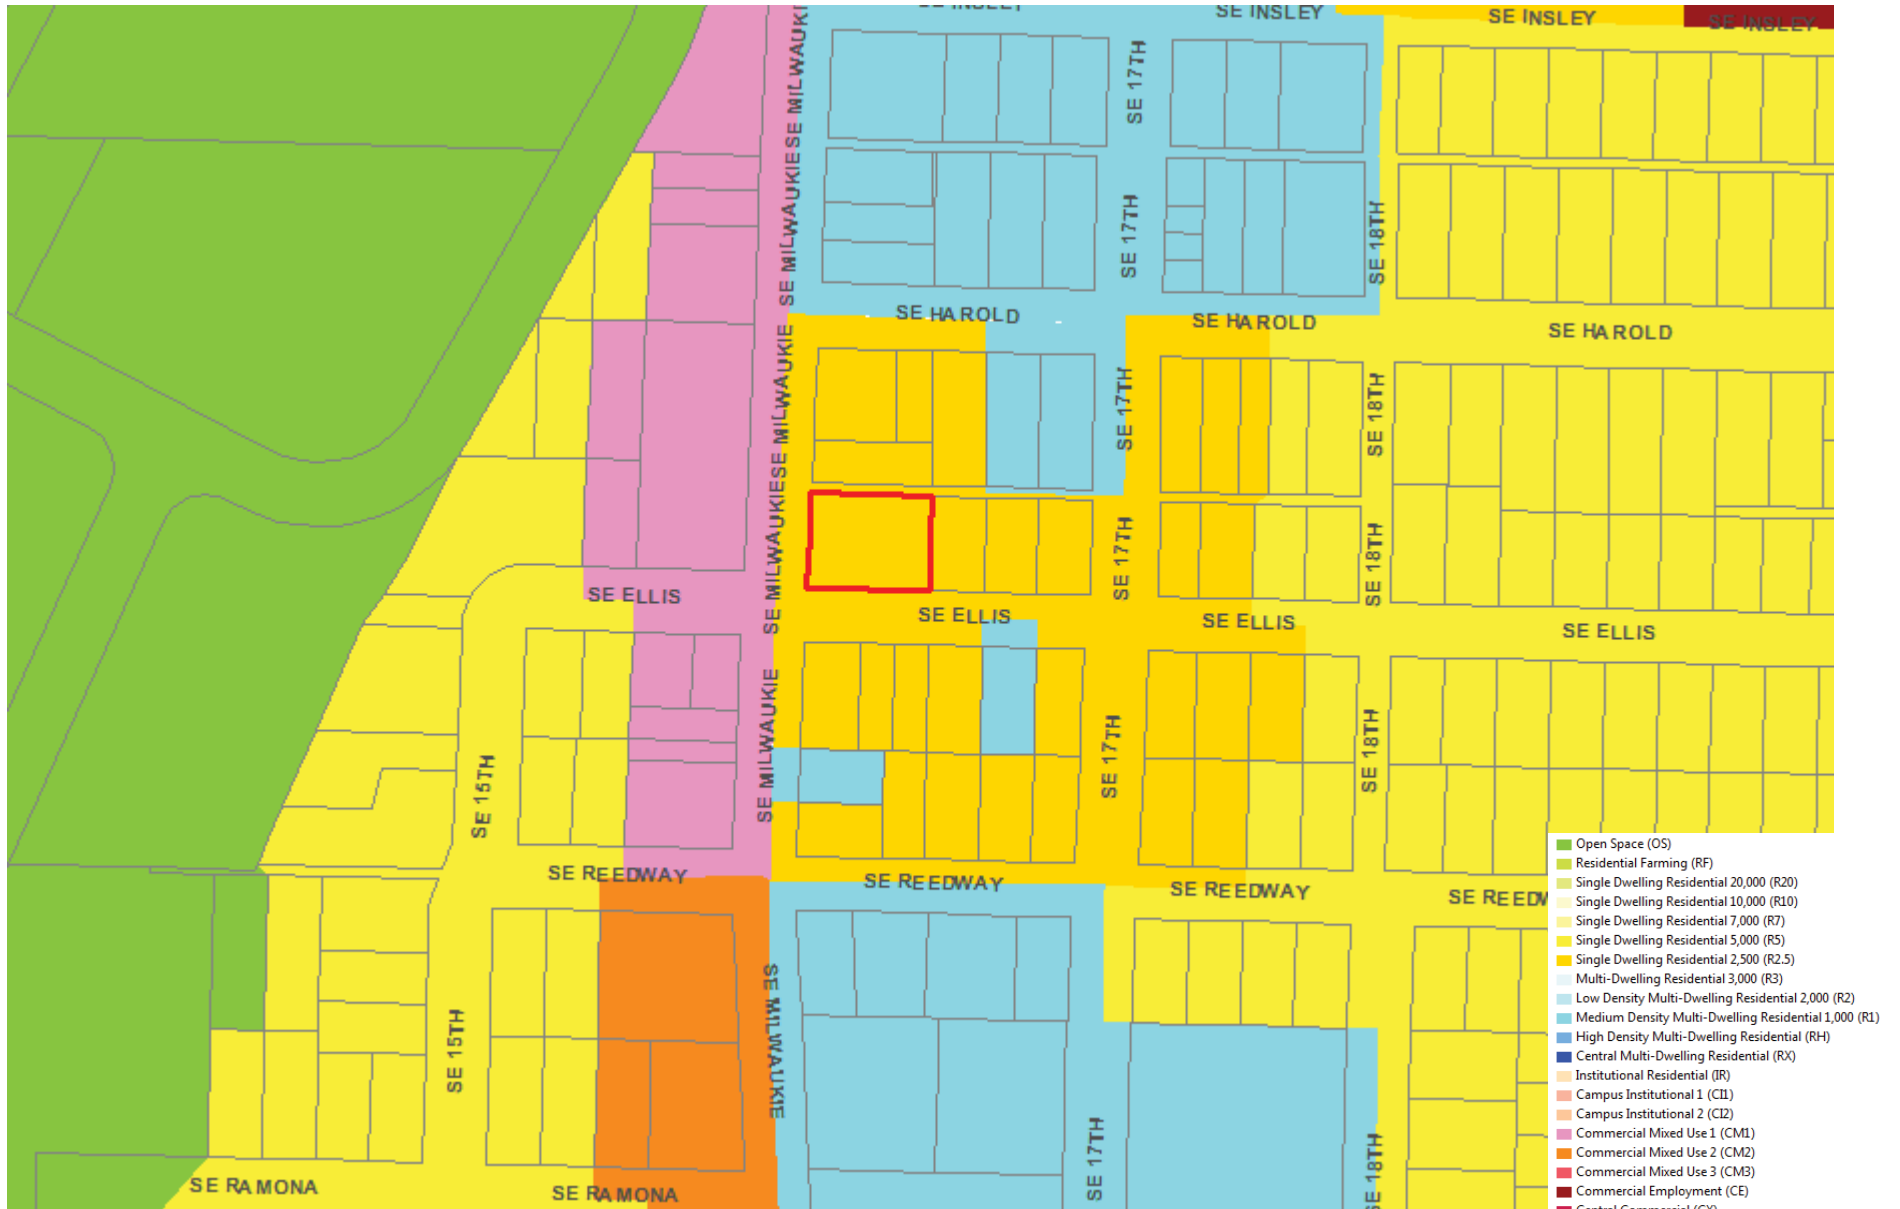 SE INSLEY
SE INSLEY
SE INSLEY
SE INSLEY
SE MILWAUKIE
SE MILWAUKIE
SE MILWAUKIE
SE 17TH
SE 17TH
SE 18TH
SE HAROLD
SE HAROLD
SE HAROLD
SE MILWAUKIE
SE MILWAUKIE
SE MILWAUKIE
SE 17TH
SE 18TH
SE 17TH
SE 18TH
SE ELLIS
SE ELLIS
SE ELLIS
SE ELLIS
SE MILWAUKIE
SE 15TH
SE 17TH
SE 18TH
SE REEDWAY
SE REEDWAY
SE REEDWAY
SE REEDW
SE MILWAUKIE
SE 15TH
SE 17TH
SE 18TH
SE RAMONA
SE RAMONA
Open Space (OS)
Residential Farming (RF)
Single Dwelling Residential 20,000 (R20)
Single Dwelling Residential 10,000 (R10)
Single Dwelling Residential 7,000 (R7)
Single Dwelling Residential 5,000 (R5)
Single Dwelling Residential 2,500 (R2.5)
Multi-Dwelling Residential 3,000 (R3)
Low Density Multi-Dwelling Residential 2,000 (R2)
Medium Density Multi-Dwelling Residential 1,000 (R1)
High Density Multi-Dwelling Residential (RH)
Central Multi-Dwelling Residential (RX)
Institutional Residential (IR)
Campus Institutional 1 (CI1)
Campus Institutional 2 (CI2)
Commercial Mixed Use 1 (CM1)
Commercial Mixed Use 2 (CM2)
Commercial Mixed Use 3 (CM3)
Commercial Employment (CE)
Central Commercial (CX)